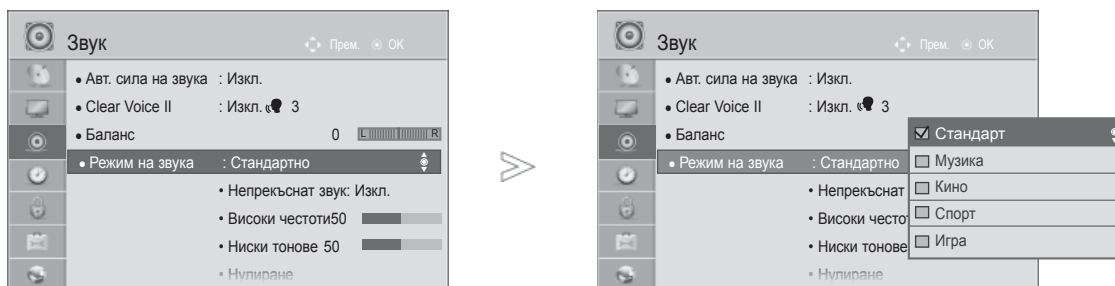 Звук
Прем. OK
• Авт. сила на звука : Изкл.
• Clear Voice II : Изкл. 3
• Баланс 0 L R
• Режим на звука : Стандартно
• Непрекъснат звук: Изкл.
• Високи честоти50
• Ниски тонове 50
• Нулиране
Звук
Прем. OK
• Авт. сила на звука : Изкл.
• Clear Voice II : Изкл. 3
• Баланс
• Режим на звука : Стандартно
• Непрекъснат
• Високи често
• Ниски тонове
• Нулиране
Стандарт
Музика
Кино
Спорт
Игра